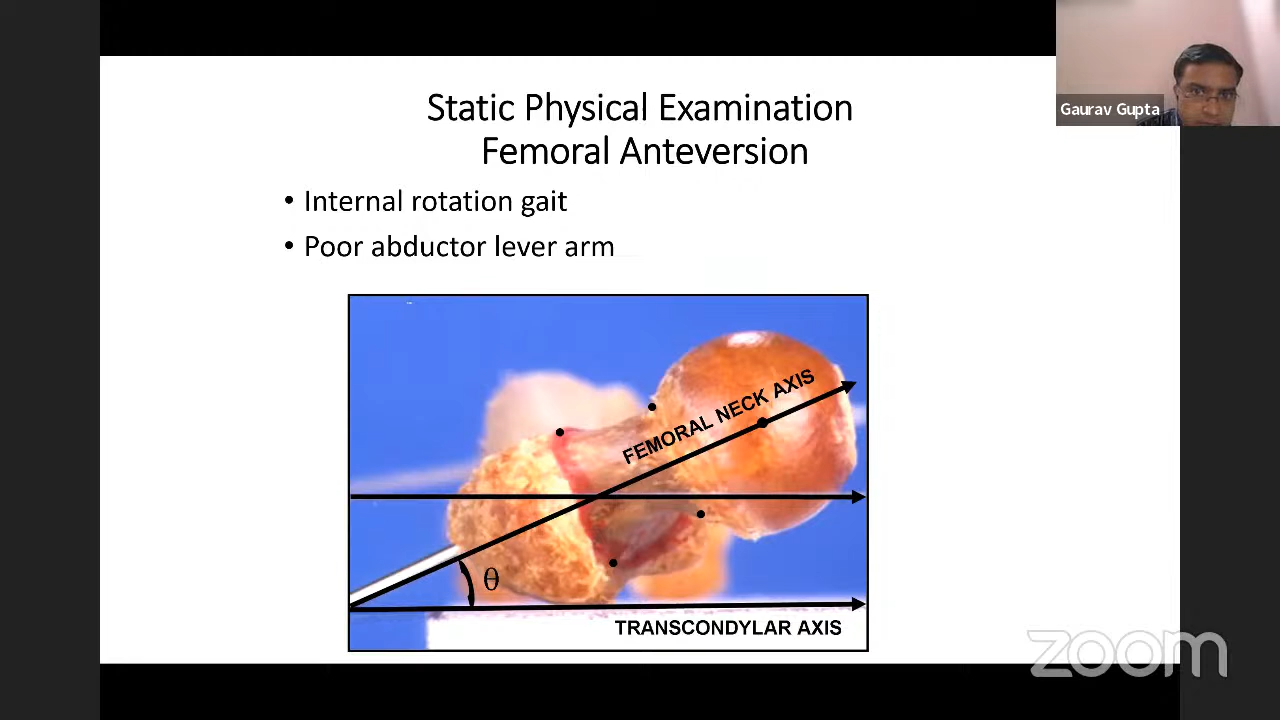 Static Physical Examination
Femoral Anteversion
Gaurav Gupta
• Internal rotation gait
• Poor abductor lever arm
FEMORAL NECK AXIS
θ
TRANSCONDYLAR AXIS
zoom